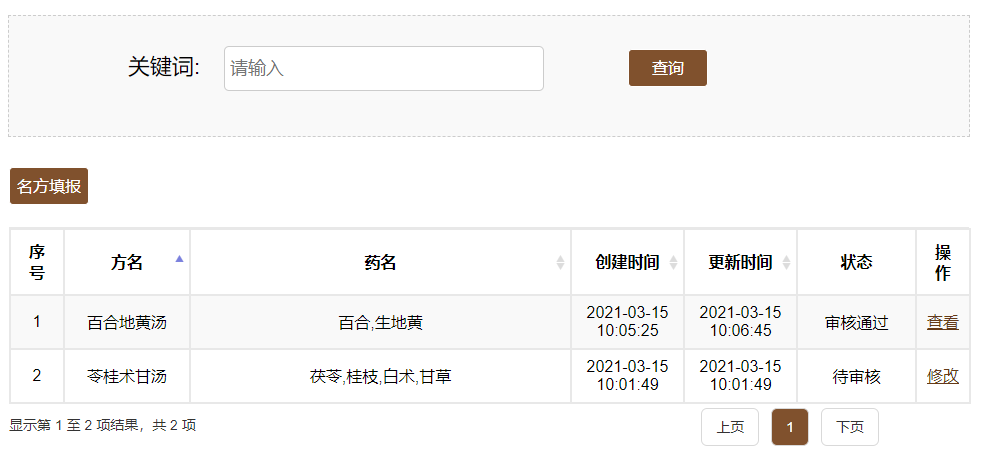 关键词: 请输入 查询
名方填报
序号 方名 药名 创建时间 更新时间 状态 操作
1 百合地黄汤 百合,生地黄 2021-03-15 10:05:25 2021-03-15 10:06:45 审核通过 查看
2 苓桂术甘汤 茯苓,桂枝,白术,甘草 2021-03-15 10:01:49 2021-03-15 10:01:49 待审核 修改
显示第 1 至 2 项结果，共 2 项 上页 1 下页